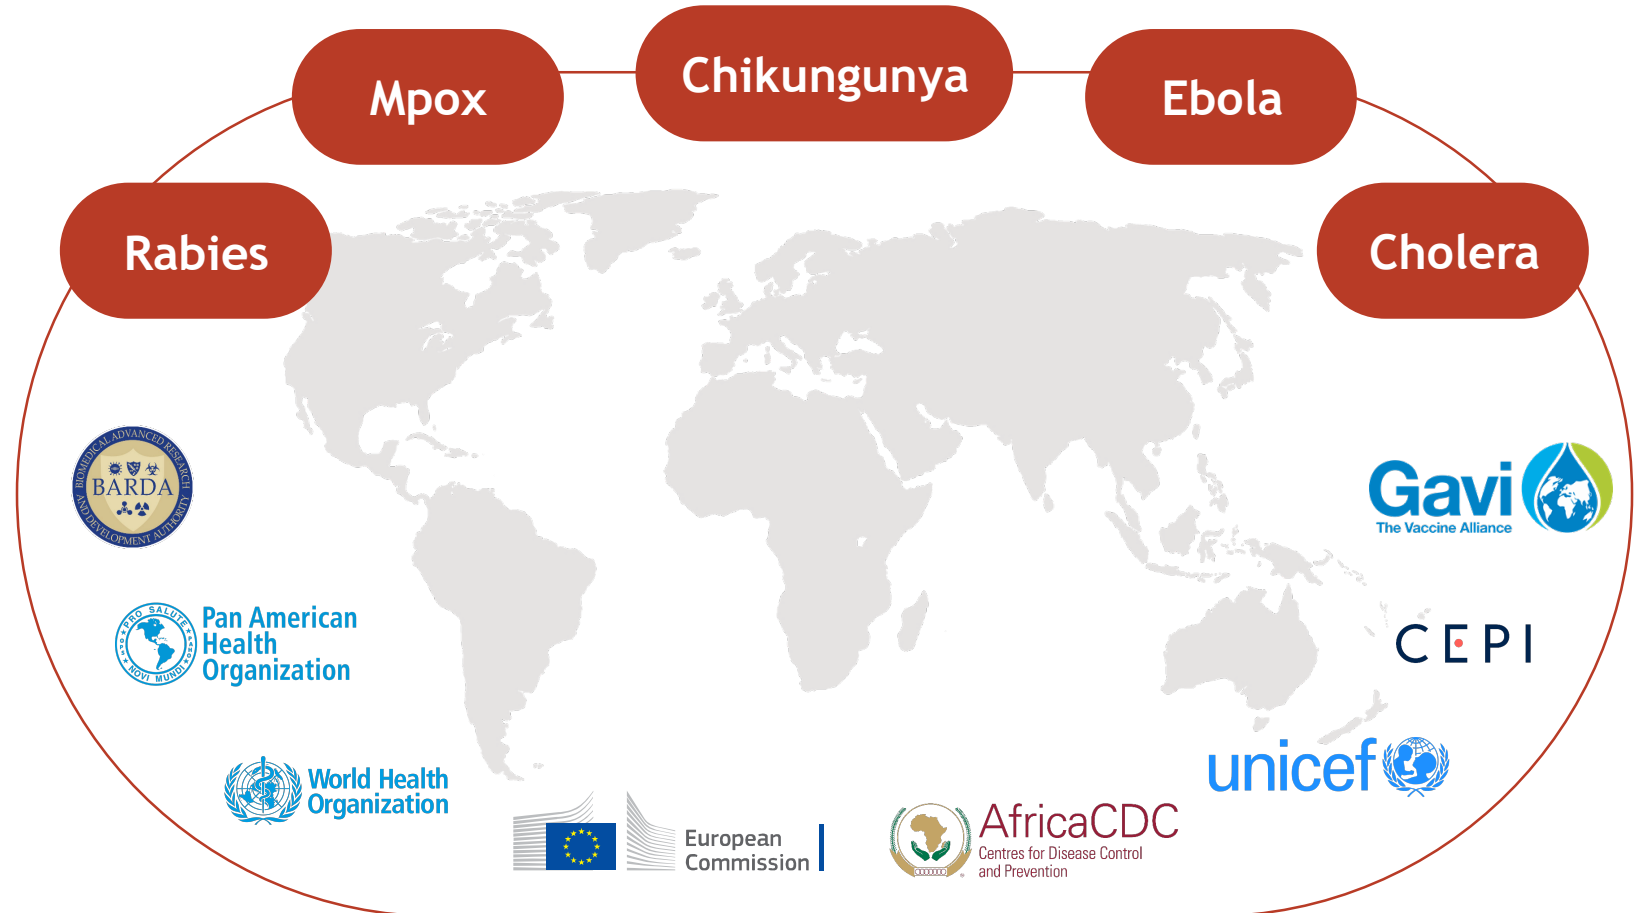 Chikungunya
Mpox
Ebola
Rabies
Cholera
BIOMEDICAL ADVANCED RESEARCH
BARDA
AND DEVELOPMENT AUTHORITY
Gavi
The Vaccine Alliance
PRO SALUTE
NOVI MUNDI
Pan American
Health
Organization
CEPI
World Health
Organization
unicef
European
Commission
AfricaCDC
Centres for Disease Control
and Prevention